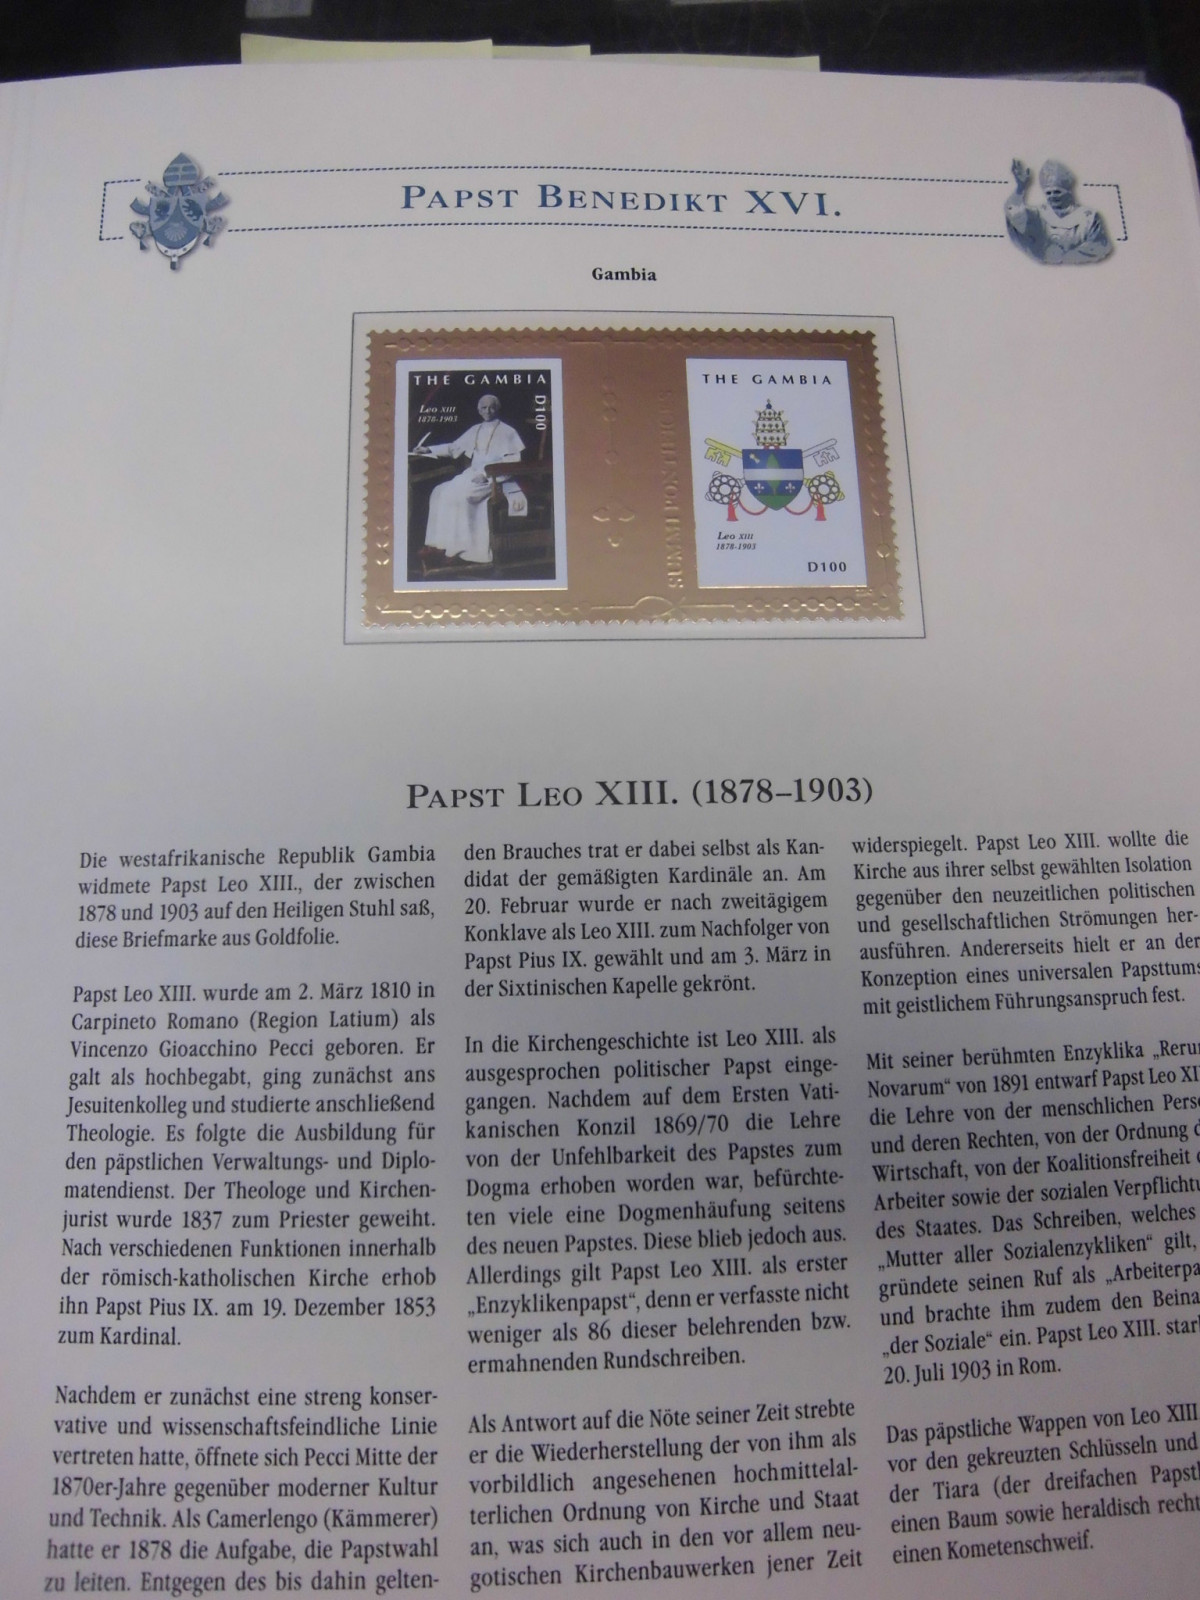 PAPST BENEDIKT XVI.
Gambia
THE GAMBIA
D100
Leo XIII
1878-1903
SUMMI PONTIFICES
THE GAMBIA
Leo XIII
1878-1903
D100
PAPST LEO XIII. (1878–1903)
Die westafrikanische Republik Gambia
widmete Papst Leo XIII., der zwischen
1878 und 1903 auf den Heiligen Stuhl saß,
diese Briefmarke aus Goldfolie.
Papst Leo XIII. wurde am 2. März 1810 in
Carpineto Romano (Region Latium) als
Vincenzo Gioacchino Pecci geboren. Er
galt als hochbegabt, ging zunächst ans
Jesuitenkolleg und studierte anschließend
Theologie. Es folgte die Ausbildung für
den päpstlichen Verwaltungs- und Diplo-
matendienst. Der Theologe und Kirchen-
jurist wurde 1837 zum Priester geweiht.
Nach verschiedenen Funktionen innerhalb
der römisch-katholischen Kirche erhob
ihn Papst Pius IX. am 19. Dezember 1853
zum Kardinal.
Nachdem er zunächst eine streng konser-
vative und wissenschaftsfeindliche Linie
vertreten hatte, öffnete sich Pecci Mitte der
1870er-Jahre gegenüber moderner Kultur
und Technik. Als Camerlengo (Kämmerer)
hatte er 1878 die Aufgabe, die Papstwahl
zu leiten. Entgegen des bis dahin gelten-
den Brauches trat er dabei selbst als Kan-
didat der gemäßigten Kardinäle an. Am
20. Februar wurde er nach zweitägigem
Konklave als Leo XIII. zum Nachfolger von
Papst Pius IX. gewählt und am 3. März in
der Sixtinischen Kapelle gekrönt.
In die Kirchengeschichte ist Leo XIII. als
ausgesprochen politischer Papst einge-
gangen. Nachdem auf dem Ersten Vati-
kanischen Konzil 1869/70 die Lehre
von der Unfehlbarkeit des Papstes zum
Dogma erhoben worden war, befürchte-
ten viele eine Dogmenhäufung seitens
des neuen Papstes. Diese blieb jedoch aus.
Allerdings gilt Papst Leo XIII. als erster
„Enzyklikenpapst“, denn er verfasste nicht
weniger als 86 dieser belehrenden bzw.
ermahnenden Rundschreiben.
Als Antwort auf die Nöte seiner Zeit strebte
er die Wiederherstellung der von ihm als
vorbildlich angesehenen hochmittelal-
terlichen Ordnung von Kirche und Staat
an, was sich auch in den vor allem neu-
gotischen Kirchenbauwerken jener Zeit
widerspiegelt. Papst Leo XIII. wollte die
Kirche aus ihrer selbst gewählten Isolation
gegenüber den neuzeitlichen politischen
und gesellschaftlichen Strömungen her-
ausführen. Andererseits hielt er an der
Konzeption eines universalen Papsttums
mit geistlichem Führungsanspruch fest.
Mit seiner berühmten Enzyklika „Rerum
Novarum“ von 1891 entwarf Papst Leo XI
die Lehre von der menschlichen Perso
und deren Rechten, von der Ordnung d
Wirtschaft, von der Koalitionsfreiheit
Arbeiter sowie der sozialen Verpflichtu
des Staates. Das Schreiben, welches
„Mutter aller Sozialenzykliken“ gilt,
gründete seinen Ruf als „Arbeiterpa
und brachte ihm zudem den Beina
„der Soziale“ ein. Papst Leo XIII. star
20. Juli 1903 in Rom.
Das päpstliche Wappen von Leo XIII.
vor den gekreuzten Schlüsseln und
der Tiara (der dreifachen Papst
einen Baum sowie heraldisch recht
einen Kometenschweif.